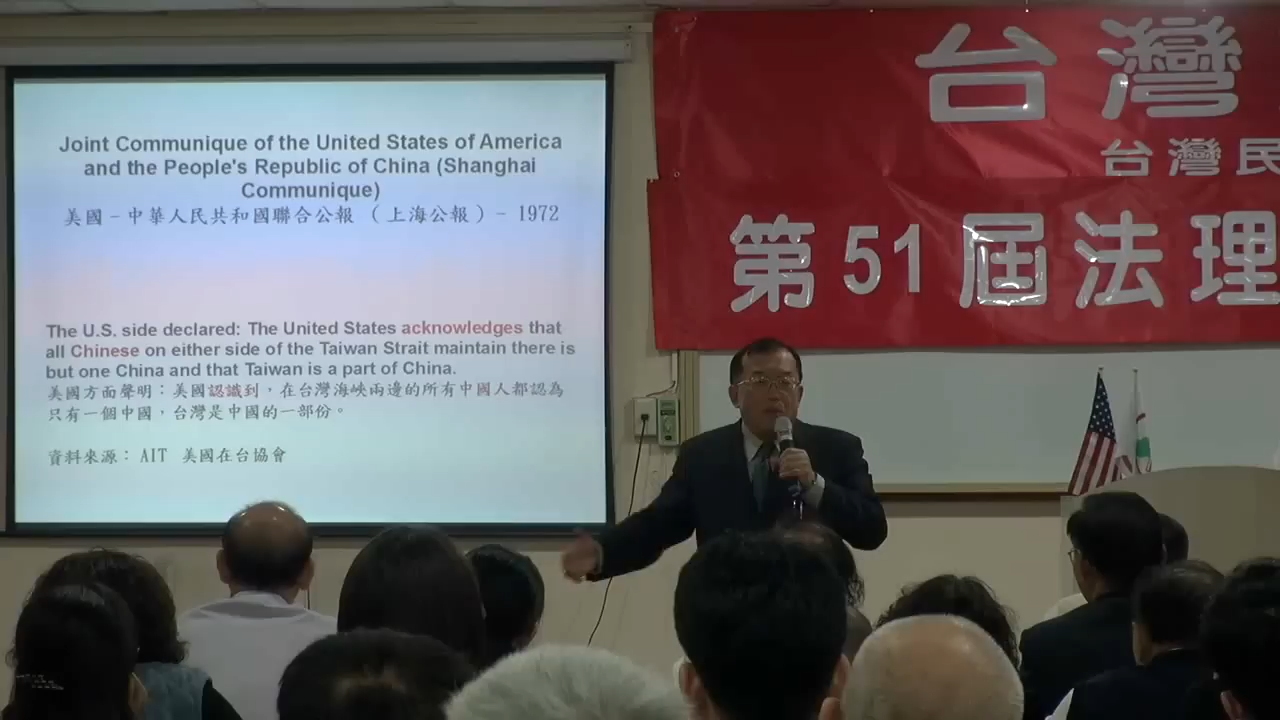 Joint Communique of the United States of America
and the People's Republic of China (Shanghai
Communique)
美國－中華人民共和國聯合公報 （上海公報）－ 1972
The U.S. side declared: The United States acknowledges that
all Chinese on either side of the Taiwan Strait maintain there is
but one China and that Taiwan is a part of China.
美國方面聲明：美國認識到，在台灣海峽兩邊的所有中國人都認為
只有一個中國，台灣是中國的一部份。
資料來源： AIT 美國在台協會
台灣
台灣民
第51屆法理